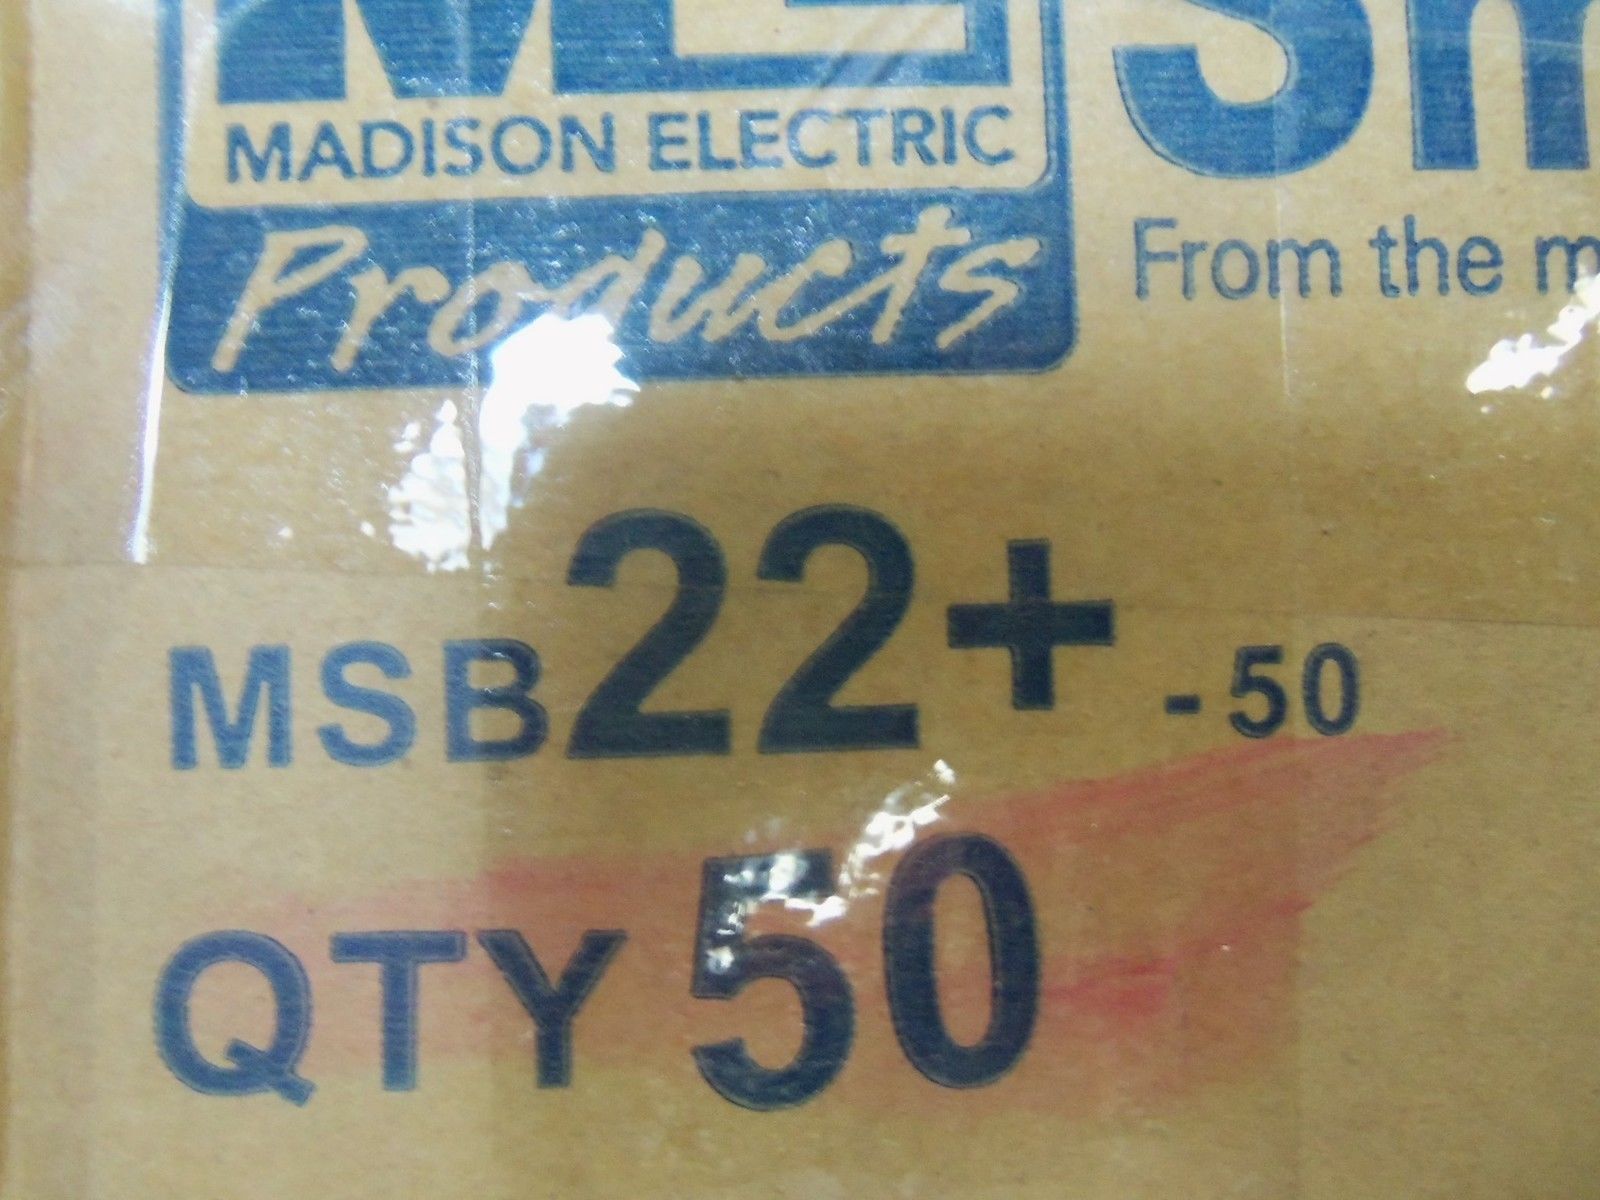 MADISON ELECTRIC
Products
From the
MSB22+-50
QTY 50